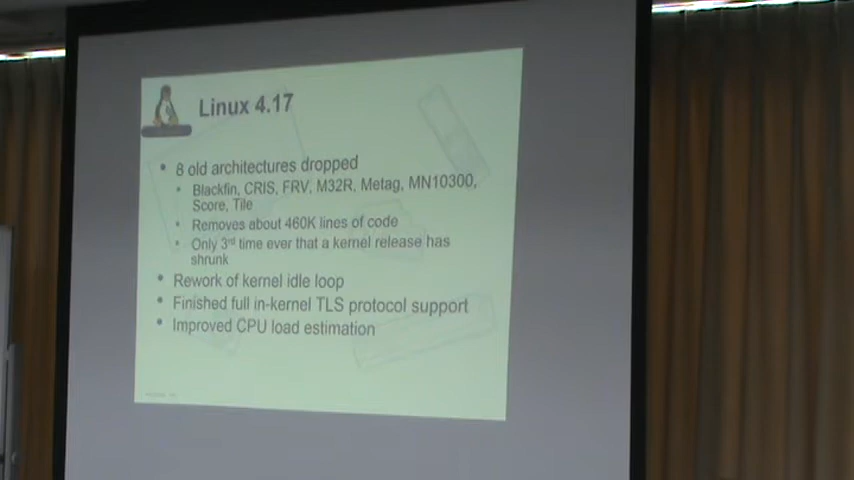 Linux 4.17
8 old architectures dropped
Blackfin, CRIS, FRV, M32R, Metag, MN10300,
Score, Tile
Removes about 460K lines of code
Only 3rd time ever that a kernel release has
shrunk
Rework of kernel idle loop
Finished full in-kernel TLS protocol support
Improved CPU load estimation